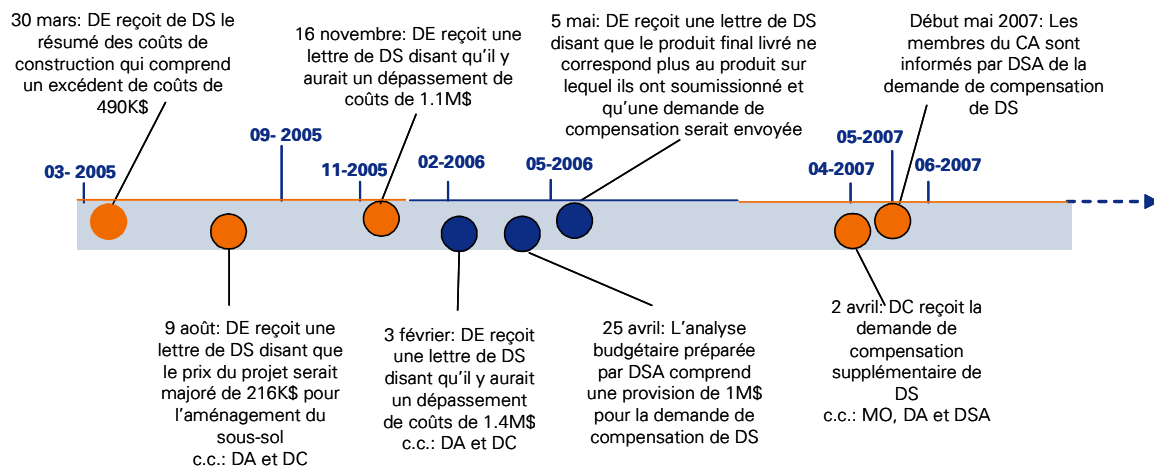 30 mars: DE reçoit de DS le
résumé des coûts de
construction qui comprend
un excédent de coûts de
490K$
16 novembre: DE reçoit une
lettre de DS disant qu'il y
aurait un dépassement de
coûts de 1.1M$
5 mai: DE reçoit une lettre de DS
disant que le produit final livré ne
correspond plus au produit sur
lequel ils ont soumissionné et
qu'une demande de
compensation serait envoyée
Début mai 2007: Les
membres du CA sont
informés par DSA de la
demande de compensation
de DS
03- 2005
09- 2005
11-2005
02-2006
05-2006
04-2007
05-2007
06-2007
9 août: DE reçoit une
lettre de DS disant que
le prix du projet serait
majoré de 216K$ pour
l'aménagement du
sous-sol
c.c.: DA et DC
3 février: DE reçoit
une lettre de DS
disant qu'il y aurait
un dépassement
de coûts de 1.4M$
c.c.: DA et DC
25 avril: L'analyse
budgétaire préparée
par DSA comprend
une provision de 1M$
pour la demande de
compensation de DS
2 avril: DC reçoit la
demande de
compensation
supplémentaire de
DS
c.c.: MO, DA et DSA